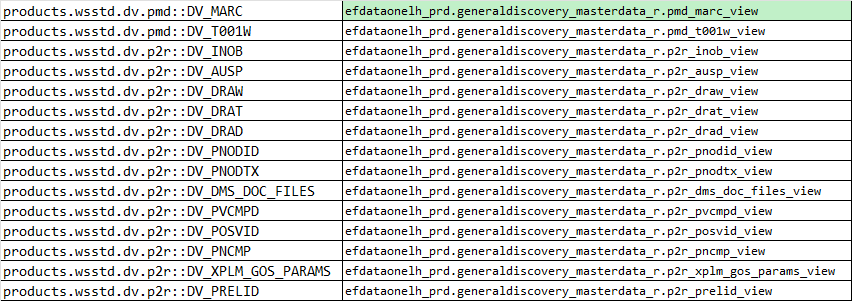 products.wsstd.dv.pmd::DV_MARC efdataonelh_prd.generaldiscovery_masterdata_r.pmd_marc_view
products.wsstd.dv.pmd::DV_T001W efdataonelh_prd.generaldiscovery_masterdata_r.pmd_t001w_view
products.wsstd.dv.p2r::DV_INOB efdataonelh_prd.generaldiscovery_masterdata_r.p2r_inob_view
products.wsstd.dv.p2r::DV_AUSP efdataonelh_prd.generaldiscovery_masterdata_r.p2r_ausp_view
products.wsstd.dv.p2r::DV_DRAW efdataonelh_prd.generaldiscovery_masterdata_r.p2r_draw_view
products.wsstd.dv.p2r::DV_DRAT efdataonelh_prd.generaldiscovery_masterdata_r.p2r_drat_view
products.wsstd.dv.p2r::DV_DRAD efdataonelh_prd.generaldiscovery_masterdata_r.p2r_drad_view
products.wsstd.dv.p2r::DV_PNODID efdataonelh_prd.generaldiscovery_masterdata_r.p2r_pnodid_view
products.wsstd.dv.p2r::DV_PNODTX efdataonelh_prd.generaldiscovery_masterdata_r.p2r_pnodtx_view
products.wsstd.dv.p2r::DV_DMS_DOC_FILES efdataonelh_prd.generaldiscovery_masterdata_r.p2r_dms_doc_files_view
products.wsstd.dv.p2r::DV_PVCMPD efdataonelh_prd.generaldiscovery_masterdata_r.p2r_pvcmpd_view
products.wsstd.dv.p2r::DV_POSVID efdataonelh_prd.generaldiscovery_masterdata_r.p2r_posvid_view
products.wsstd.dv.p2r::DV_PNCMP efdataonelh_prd.generaldiscovery_masterdata_r.p2r_pncmp_view
products.wsstd.dv.p2r::DV_XPLM_GOS_PARAMS efdataonelh_prd.generaldiscovery_masterdata_r.p2r_xplm_gos_params_view
products.wsstd.dv.p2r::DV_PRELID efdataonelh_prd.generaldiscovery_masterdata_r.p2r_prelid_view